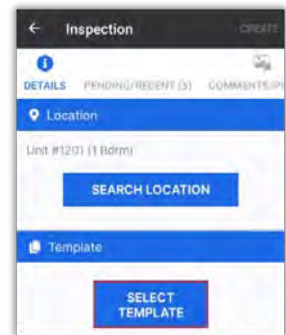 ← Inspection CREATE
DETAILS PENDING/RECENT (5) COMMENTS/PI
Location
Unit #1201 (1 Bdrm)
SEARCH LOCATION
Template
SELECT
TEMPLATE